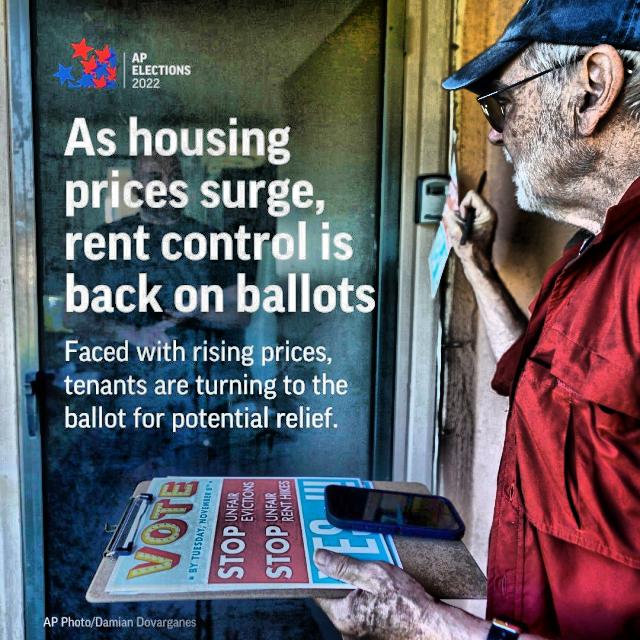 AP
ELECTIONS
2022
As housing
prices surge,
rent control is
back on ballots
Faced with rising prices,
tenants are turning to the
ballot for potential relief.
VOTE
BY TUESDAY, NOVEMBER 8
STOP UNFAIR EVICTIONS
STOP UNFAIR RENT HIKES
YES
AP Photo/Damian Dovarganes